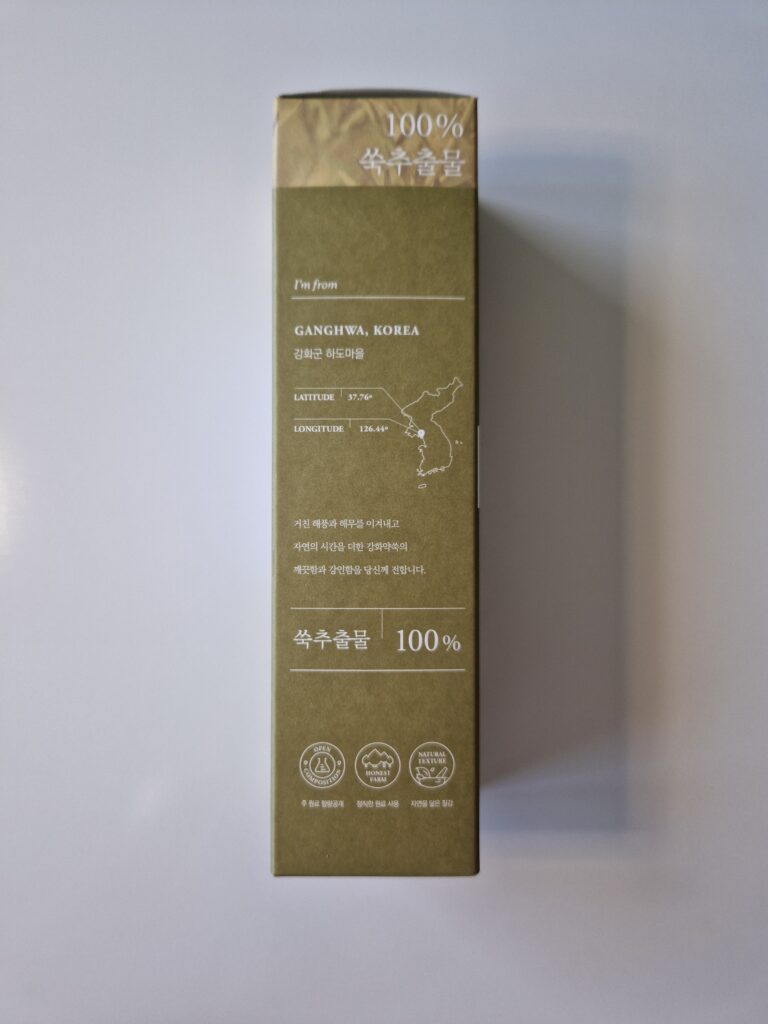 100%
쑥추출물
I'm from
GANGHWA, KOREA
강화군 하도마을
LATITUDE 37.76°
LONGITUDE 126.44°
거친 해풍과 해무를 이겨내고
자연의 시간을 더한 강화약쑥의
깨끗함과 강인함을 당신께 전합니다.
쑥추출물 100%
OPEN COMPOSITION
HONEST FARM
NATURAL TEXTURE
주 원료 함량공개 정직한 원료 사용 자연을 닮은 질감